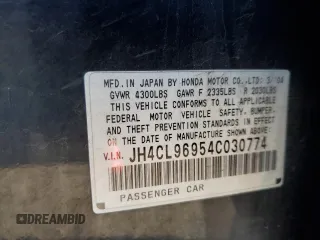 MFD. IN JAPAN BY HONDA MOTOR CO., LTD.
GVWR 4300LBS GAWR F 2335LBS R 2030LBS
THIS VEHICLE CONFORMS TO ALL APPLICABLE
FEDERAL MOTOR VEHICLE SAFETY, BUMPER,
AND THEFT PREVENTION STANDARDS IN EFFECT
ON THE DATE OF MANUFACTURE SHOWN ABOVE.
V.I.N. JH4CL96954C030774
PASSENGER CAR
© DREAMBID